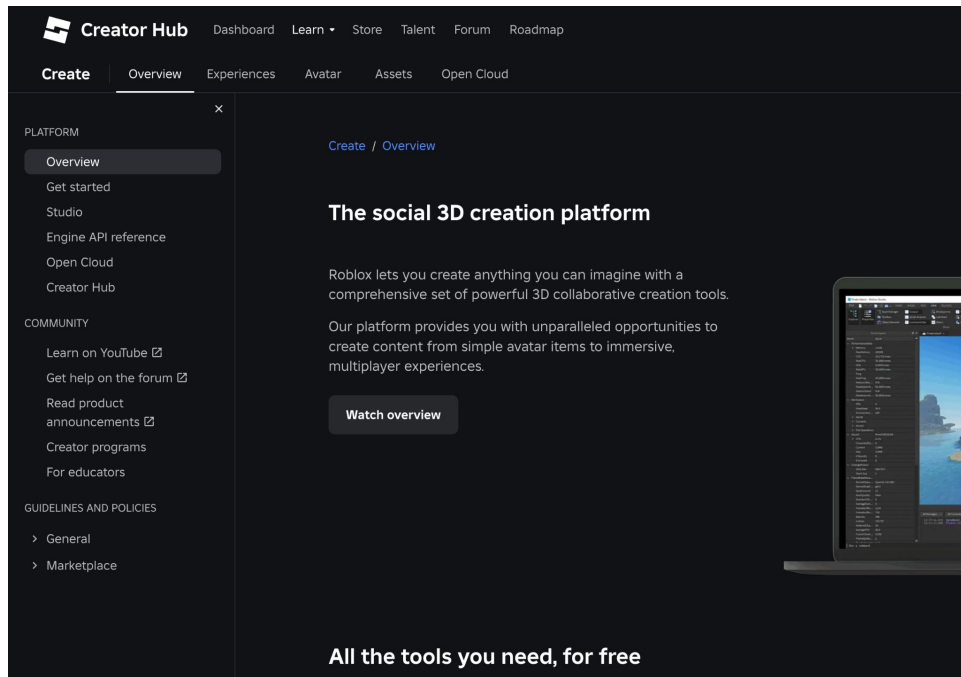 Creator Hub Dashboard Learn Store Talent Forum Roadmap
Create Overview Experiences Avatar Assets Open Cloud
PLATFORM
Overview
Get started
Studio
Engine API reference
Open Cloud
Creator Hub
COMMUNITY
Learn on YouTube
Get help on the forum
Read product
announcements
Creator programs
For educators
GUIDELINES AND POLICIES
General
Marketplace
Create / Overview
The social 3D creation platform
Roblox lets you create anything you can imagine with a
comprehensive set of powerful 3D collaborative creation tools.
Our platform provides you with unparalleled opportunities to
create content from simple avatar items to immersive,
multiplayer experiences.
Watch overview
All the tools you need, for free